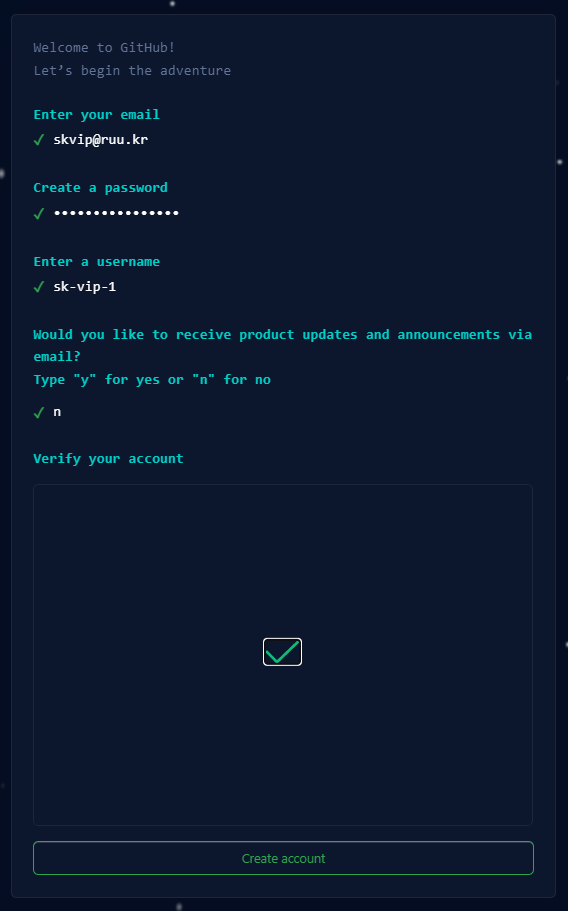 Welcome to GitHub!
Let’s begin the adventure
Enter your email
✓ skvip@ruu.kr
Create a password
✓ ••••••••••••••••
Enter a username
✓ sk-vip-1
Would you like to receive product updates and announcements via
email?
Type "y" for yes or "n" for no
✓ n
Verify your account
Create account